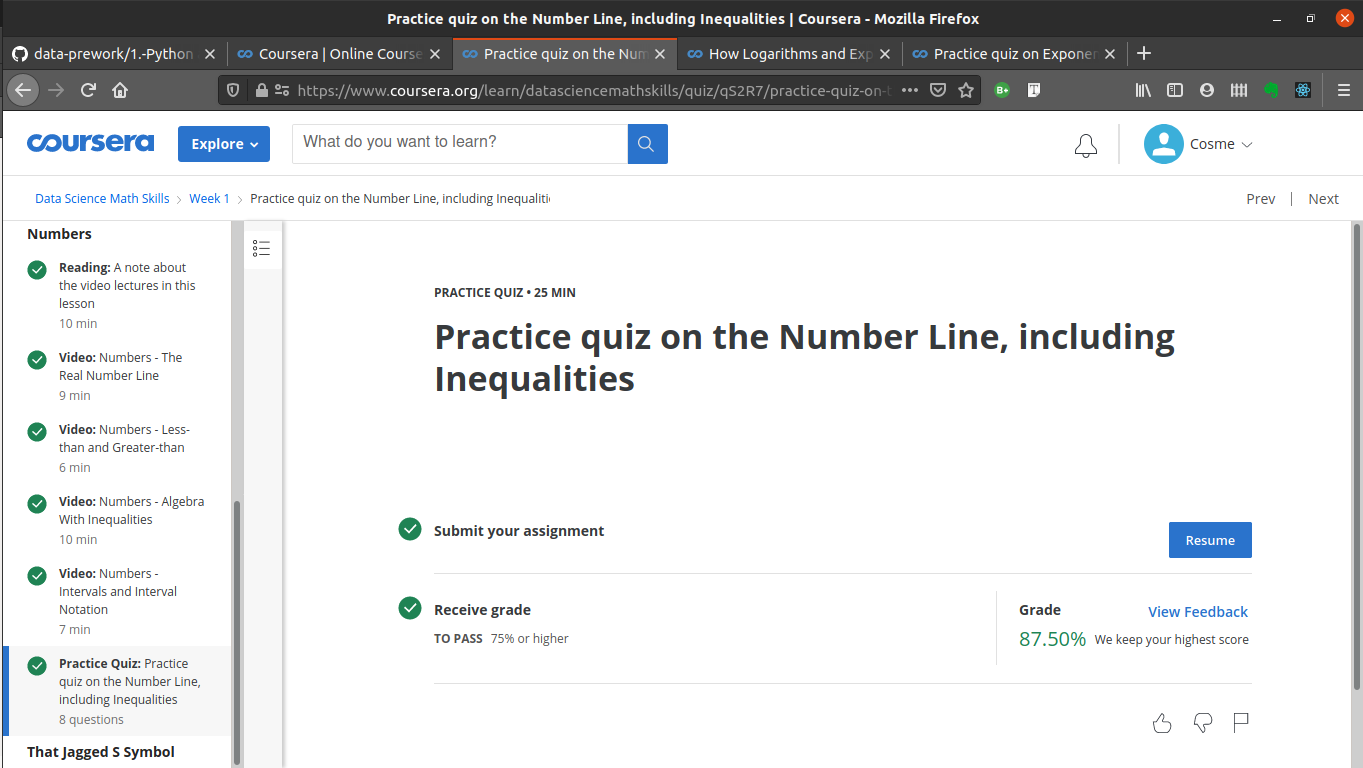 Practice quiz on the Number Line, including Inequalities | Coursera - Mozilla Firefox
data-prework/1.-Python
Coursera | Online Course
Practice quiz on the Num
How Logarithms and Exp
Practice quiz on Exponen
https://www.coursera.org/learn/datasciencemathskills/quiz/qS2R7/practice-quiz-on-t
B+
T
coursera
Explore
What do you want to learn?
Cosme
Data Science Math Skills
Week 1
Practice quiz on the Number Line, including Inequaliti
Prev | Next
Numbers
Reading: A note about
the video lectures in this
lesson
10 min
Video: Numbers - The
Real Number Line
9 min
Video: Numbers - Less-
than and Greater-than
6 min
Video: Numbers - Algebra
With Inequalities
10 min
Video: Numbers -
Intervals and Interval
Notation
7 min
Practice Quiz: Practice
quiz on the Number Line,
including Inequalities
8 questions
That Jagged S Symbol
PRACTICE QUIZ • 25 MIN
Practice quiz on the Number Line, including
Inequalities
Submit your assignment
Resume
Receive grade
TO PASS 75% or higher
Grade
View Feedback
87.50% We keep your highest score